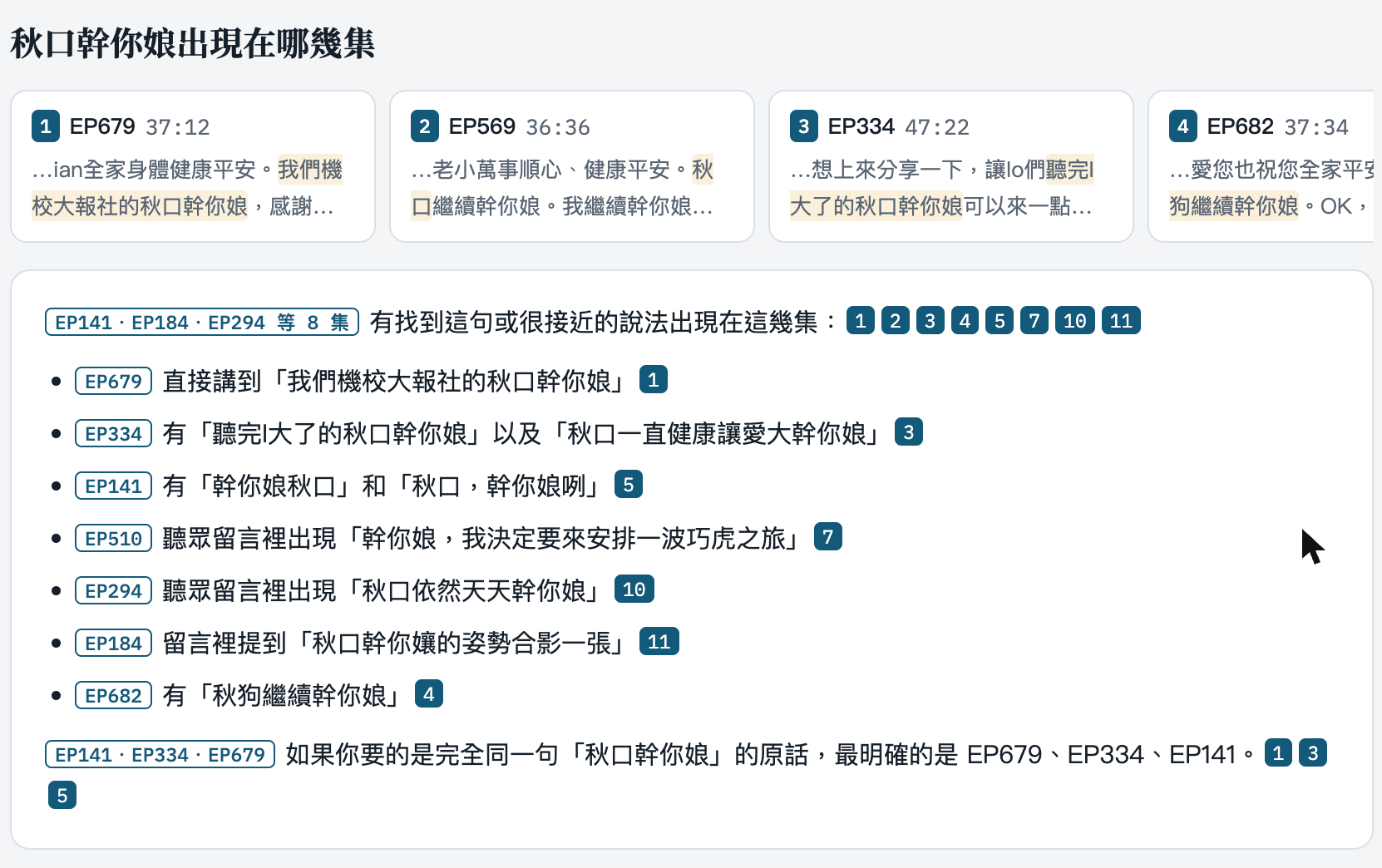 秋口幹你娘出現在哪幾集
1 EP679 37:12
…ian全家身體健康平安。我們機
校大報社的秋口幹你娘，感謝…
2 EP569 36:36
…老小萬事順心、健康平安。秋
口繼續幹你娘。我繼續幹你娘…
3 EP334 47:22
…想上來分享一下，讓lo們聽完l
大了的秋口幹你娘可以來一點…
4 EP682 37:34
…愛您也祝您全家平安
狗繼續幹你娘。OK，
EP141 · EP184 · EP294 等 8 集 有找到這句或很接近的說法出現在這幾集： 1 2 3 4 5 7 10 11
• EP679 直接講到「我們機校大報社的秋口幹你娘」 1
• EP334 有「聽完l大了的秋口幹你娘」以及「秋口一直健康讓愛大幹你娘」 3
• EP141 有「幹你娘秋口」和「秋口，幹你娘咧」 5
• EP510 聽眾留言裡出現「幹你娘，我決定要來安排一波巧虎之旅」 7
• EP294 聽眾留言裡出現「秋口依然天天幹你娘」 10
• EP184 留言裡提到「秋口幹你孃的姿勢合影一張」 11
• EP682 有「秋狗繼續幹你娘」 4
EP141 · EP334 · EP679 如果你要的是完全同一句「秋口幹你娘」的原話，最明確的是 EP679、EP334、EP141。 1 3
5